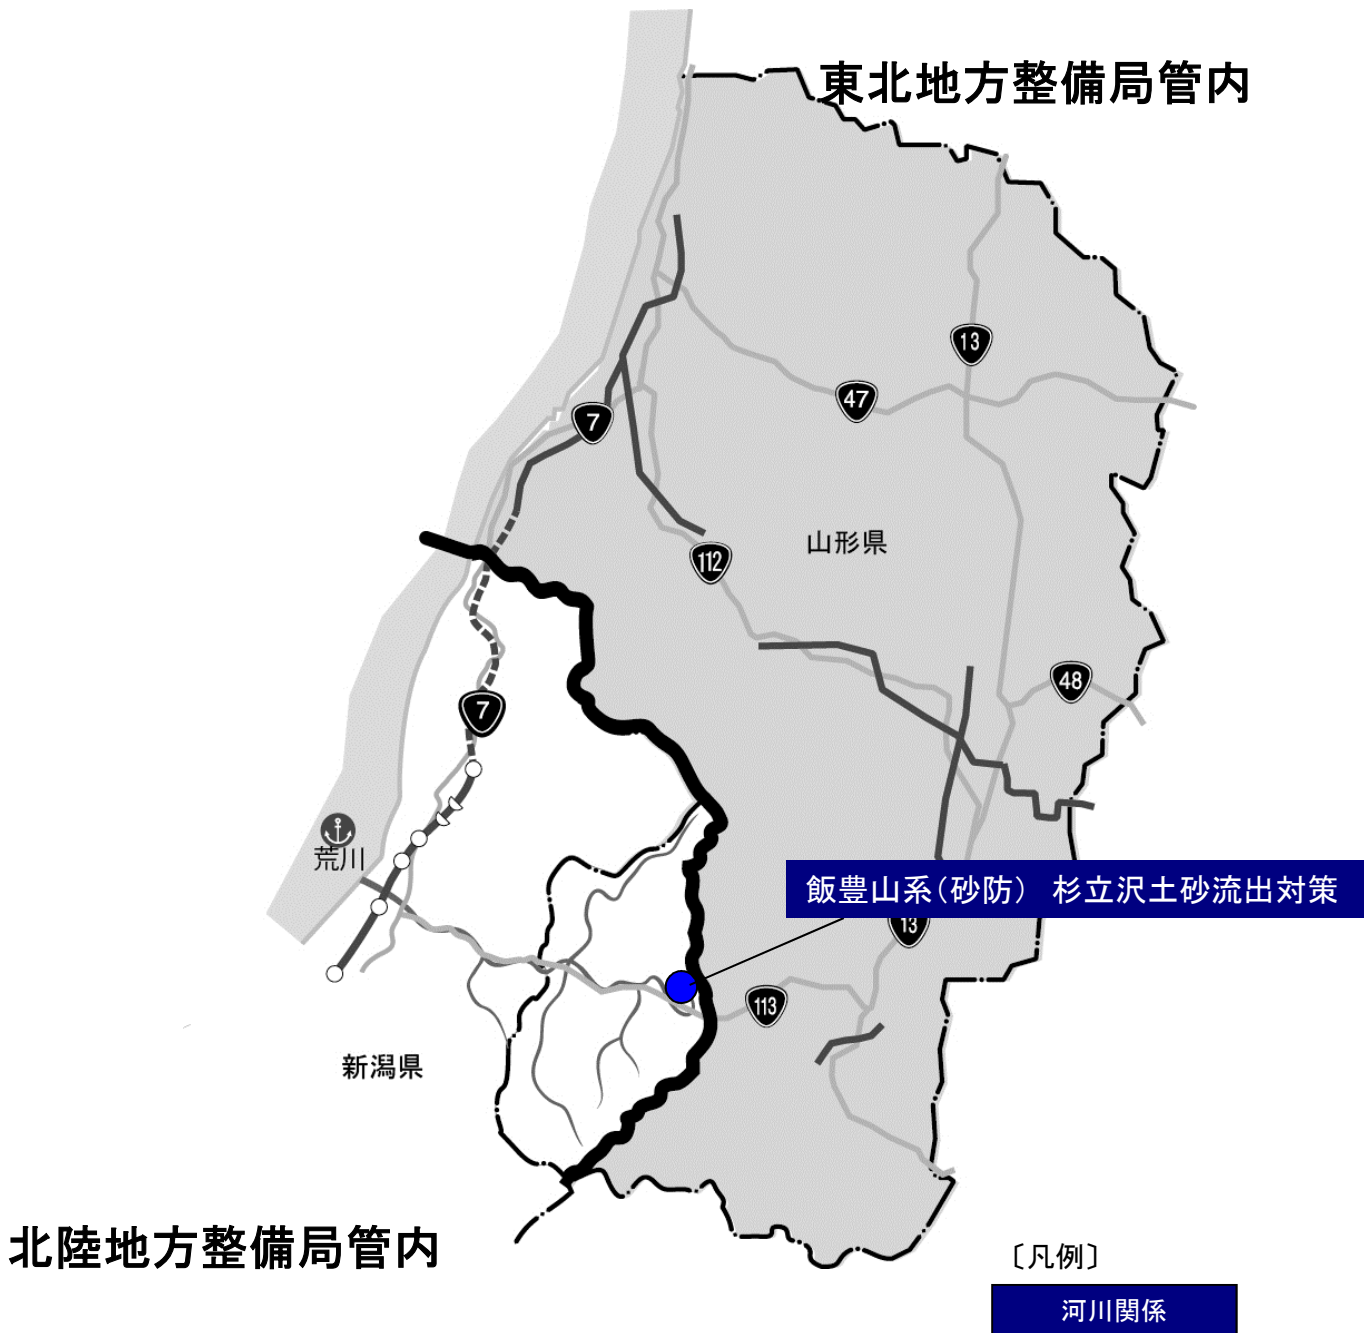 東北地方整備局管内
13
47
7
山形県
112
48
7
荒川
飯豊山系（砂防） 杉立沢土砂流出対策
13
113
新潟県
北陸地方整備局管内
〔凡例〕
河川関係